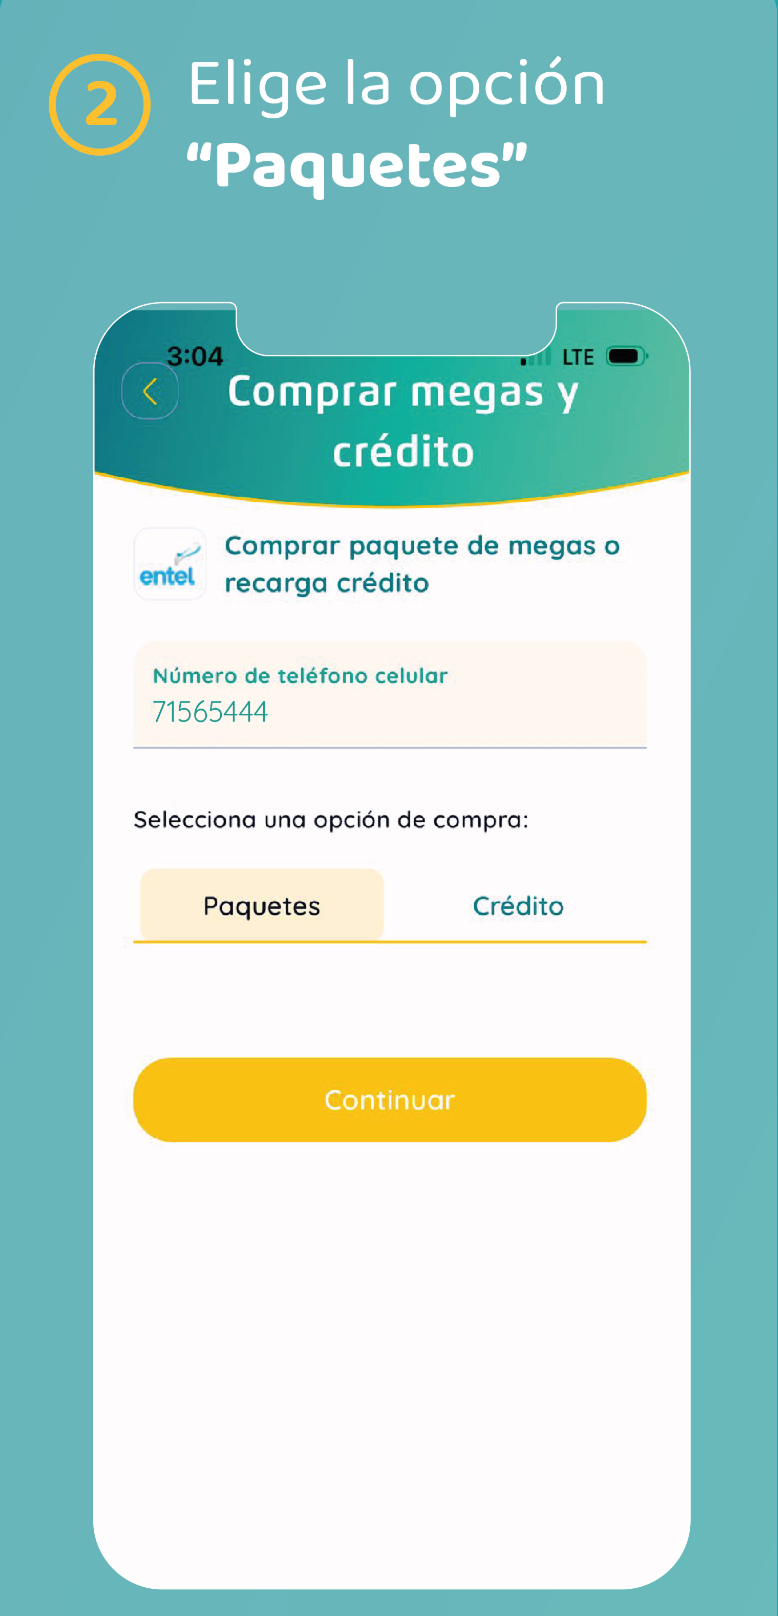 2
Elige la opción
“Paquetes”
3:04
LTE
Comprar megas y
crédito
entel
Comprar paquete de megas o
recarga crédito
Número de teléfono celular
71565444
Selecciona una opción de compra:
Paquetes
Crédito
Continuar